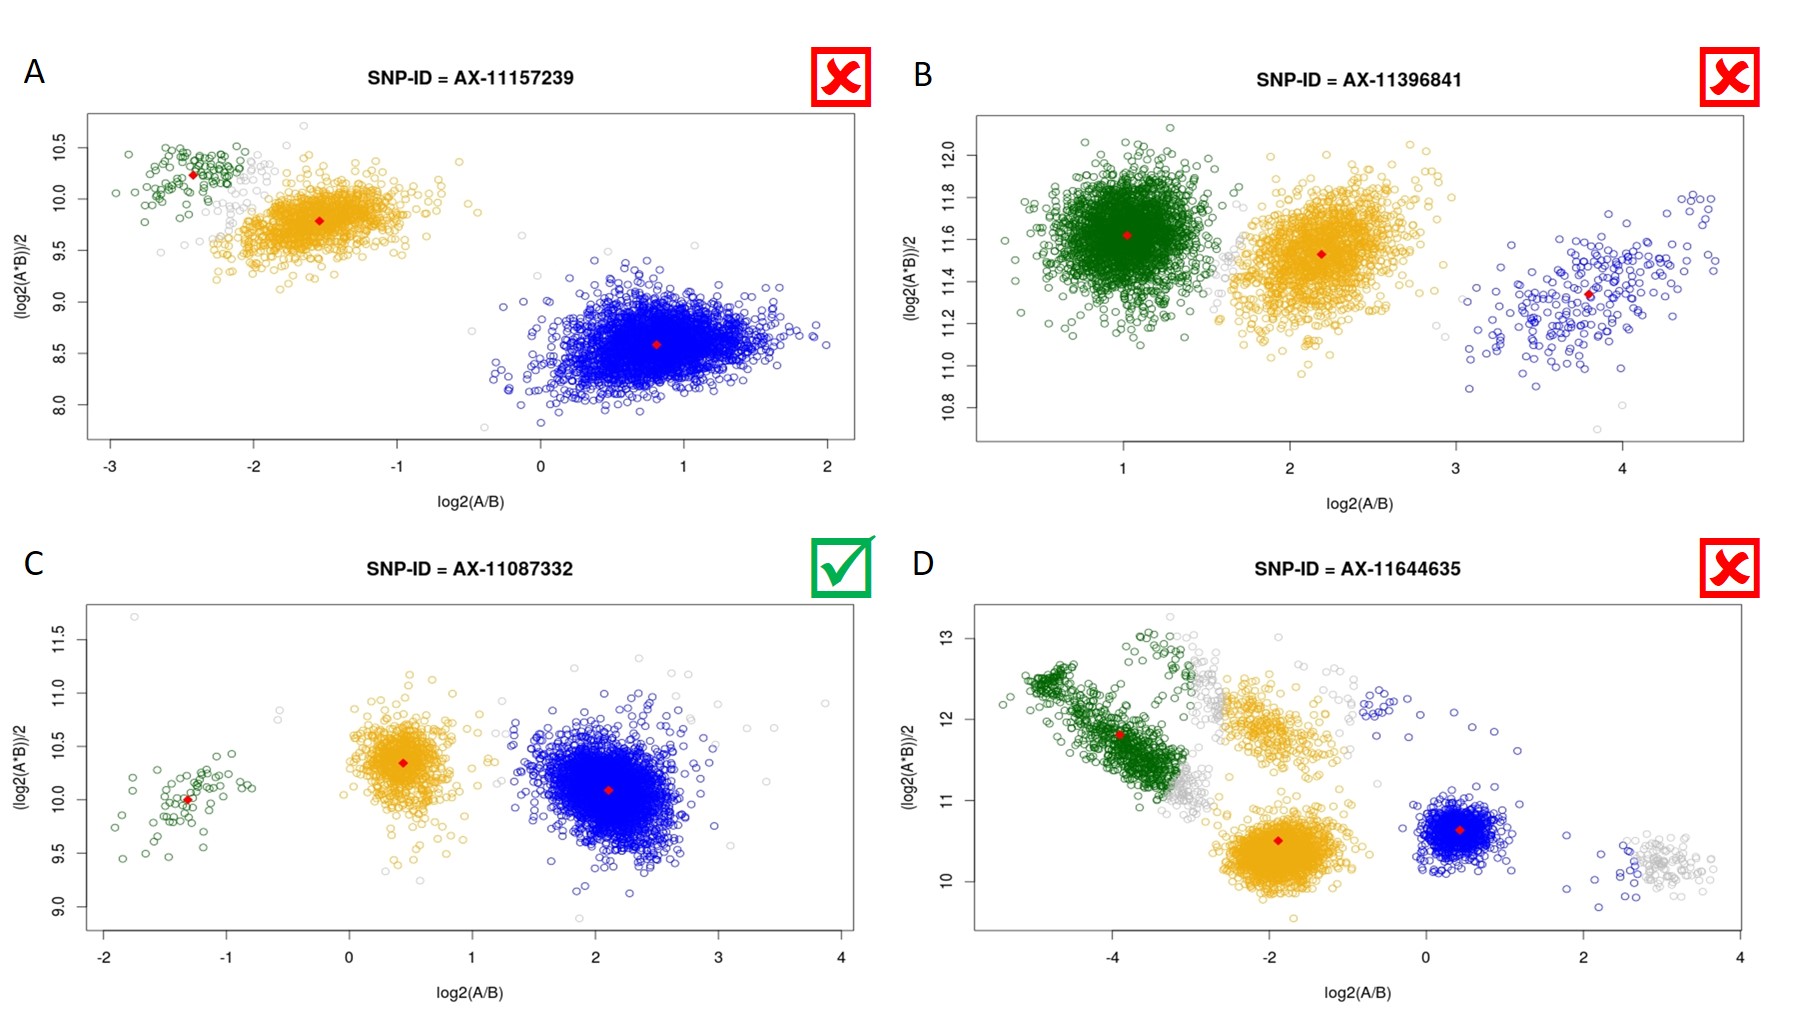 A
SNP-ID = AX-11157239
(log2(A*B))/2
10.5
10.0
9.5
9.0
8.5
8.0
-3 -2 -1 0 1 2
log2(A/B)
B
SNP-ID = AX-11396841
(log2(A*B))/2
12.0
11.8
11.6
11.4
11.2
11.0
10.8
1 2 3 4
log2(A/B)
C
SNP-ID = AX-11087332
(log2(A*B))/2
11.5
11.0
10.5
10.0
9.5
9.0
-2 -1 0 1 2 3 4
log2(A/B)
D
SNP-ID = AX-11644635
(log2(A*B))/2
13
12
11
10
-4 -2 0 2 4
log2(A/B)